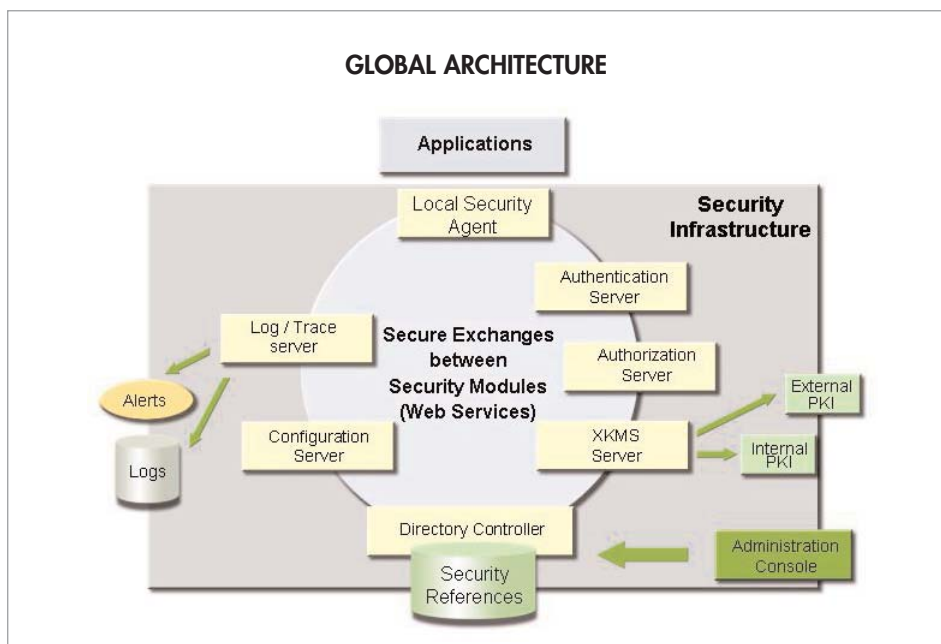 GLOBAL ARCHITECTURE
Applications
Local Security
Agent
Security
Infrastructure
Authentication
Server
Log / Trace
server
Secure Exchanges
between
Security Modules
(Web Services)
Authorization
Server
External
PKI
Alerts
Configuration
Server
XKMS
Server
Internal
PKI
Logs
Directory Controller
Security
References
Administration
Console